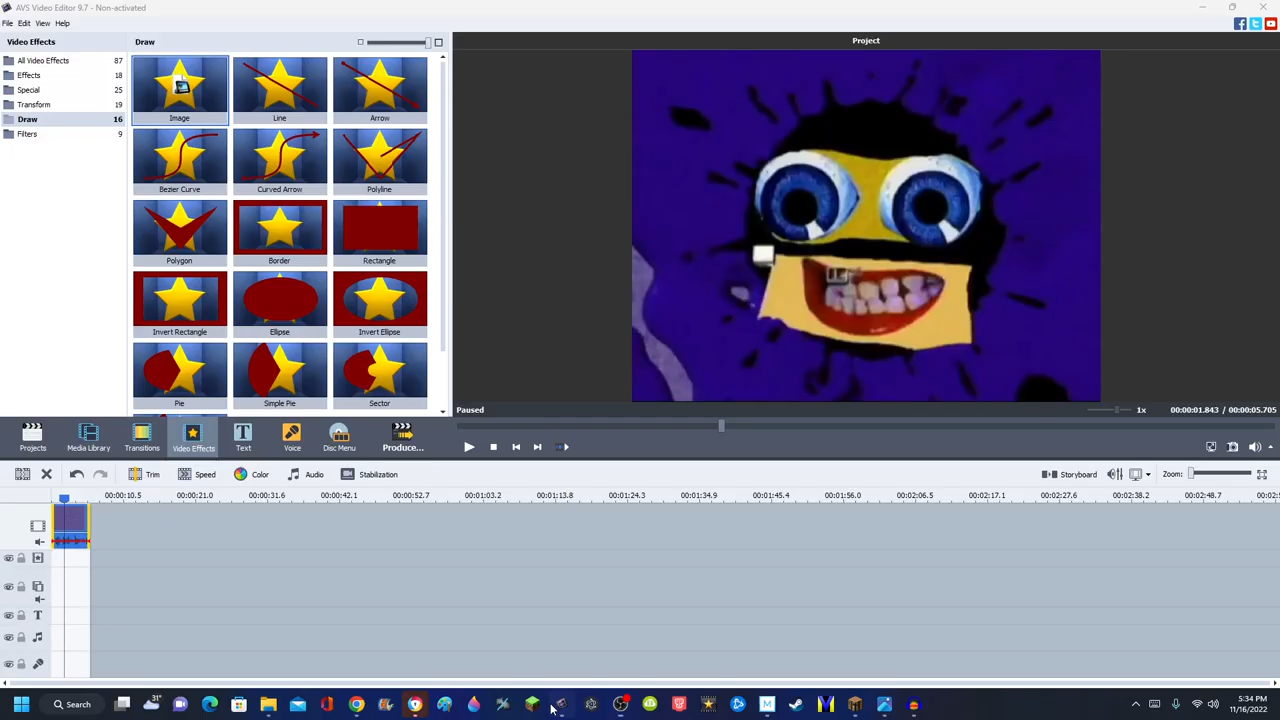 AVS Video Editor 9.7 - Non-activated
File Edit View Help
Video Effects
Draw
Project
All Video Effects 87
Effects 18
Special 25
Transform 19
Draw 16
Filters 9
Image Line Arrow
Bezier Curve Curved Arrow Polyline
Polygon Border Rectangle
Invert Rectangle Ellipse Invert Ellipse
Pie Simple Pie Sector
Paused
1x 00:00:01.843 / 00:00:05.705
Projects Media Library Transitions Video Effects Text Voice Disc Menu Produce...
Trim Speed Color Audio Stabilization
Storyboard Zoom:
00:00:10.5 00:00:21.0 00:00:31.6 00:00:42.1 00:00:52.7 00:01:03.2 00:01:13.8 00:01:24.3 00:01:34.9 00:01:45.4 00:01:56.0 00:02:06.5 00:02:17.1 00:02:27.6 00:02:38.2 00:02:48.7 00:02:5
T
Search
31°
5:34 PM
11/16/2022